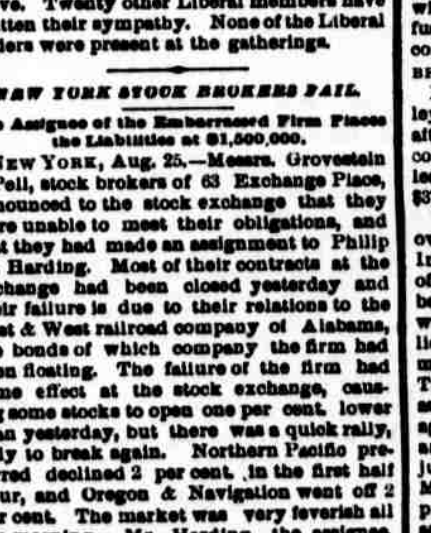 ve. Twenty other Liberal members have
tten their sympathy. None of the Liberal
ders were present at the gatherings.
NEW YORK STOCK BROKERS FAIL.
e Assignee of the Embarrassed Firm Places
the Liabilities at $1,500,000.
NEW YORK, Aug. 25.—Messrs. Grovestein
Pell, stock brokers of 63 Exchange Place,
nounced to the stock exchange that they
re unable to meet their obligations, and
t they had made an assignment to Philip
Harding. Most of their contracts at the
change had been closed yesterday and
eir failure is due to their relations to the
st & West railroad company of Alabama,
e bonds of which company the firm had
en floating. The failure of the firm had
me effect at the stock exchange, caus-
g some stocks to open one per cent. lower
an yesterday, but there was a quick rally,
ly to break again. Northern Pacific pre-
rred declined 2 per cent. in the first half
ur, and Oregon & Navigation went off 2
r cent. The market was very feverish all
Mr. Harding, the assignee